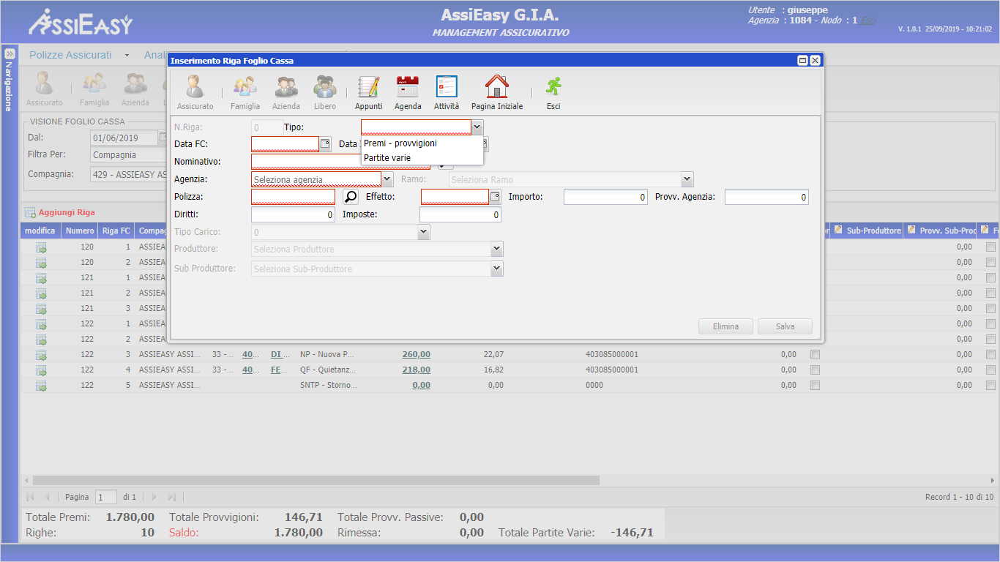 ASSIEASY
AssiEasy G.I.A.
MANAGEMENT ASSICURATIVO
Utente : giuseppe
Agenzia : 1084 - Nodo : 1 Esci
V. 1.0.1 25/09/2019 - 10:21:02
Navigazione
Polizze Assicurati
Inserimento Riga Foglio Cassa
Assicurato Famiglia Azienda
Assicurato Famiglia Azienda Libero Appunti Agenda Attività Pagina Iniziale Esci
VISIONE FOGLIO CASSA
Dal: 01/06/2019
Filtra Per: Compagnia
Compagnia: 429 - ASSIEASY AS
N.Riga: 0 Tipo:
Premi - provvigioni
Partite varie
Data FC: Data
Nominativo:
Agenzia: Seleziona agenzia Ramo: Seleziona Ramo
Polizza: Effetto: Importo: 0 Provv. Agenzia: 0
Diritti: 0 Imposte: 0
Tipo Carico: 0
Produttore: Seleziona Produttore
Sub Produttore: Seleziona Sub-Produttore
Elimina Salva
Aggiungi Riga
modifica Numero Riga FC Compag Sub-Produttore Provv. Sub-Proc
120 1 ASSIEA 0,00
120 2 ASSIEA 0,00
121 1 ASSIEA 0,00
121 2 ASSIEA 0,00
121 3 ASSIEA 0,00
122 1 ASSIEA 0,00
122 2 ASSIEA 0,00
122 3 ASSIEASY ASSI... 33 -... 40... DI ... NP - Nuova P... 260,00 22,07 403085000001 0,00 0,00
122 4 ASSIEASY ASSI... 33 -... 40... FE... QF - Quietanz... 218,00 16,82 403085000001 0,00 0,00
122 5 ASSIEASY ASSI... SNTP - Storno... 0,00 0,00 0000 0,00 0,00
Pagina 1 di 1
Record 1 - 10 di 10
Totale Premi: 1.780,00 Totale Provvigioni: 146,71 Totale Provv. Passive: 0,00
Righe: 10 Saldo: 1.780,00 Rimessa: 0,00 Totale Partite Varie: -146,71